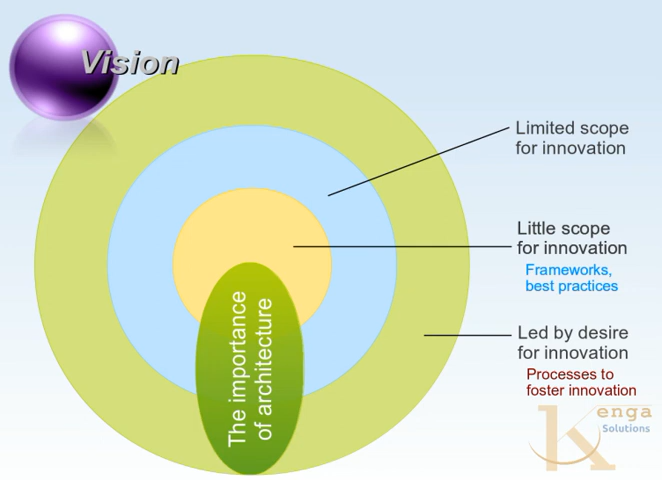 Vision
Limited scope
for innovation
Little scope
for innovation
Frameworks,
best practices
Led by desire
for innovation
Processes to
foster innovation
The importance
of architecture
Kenga
Solutions